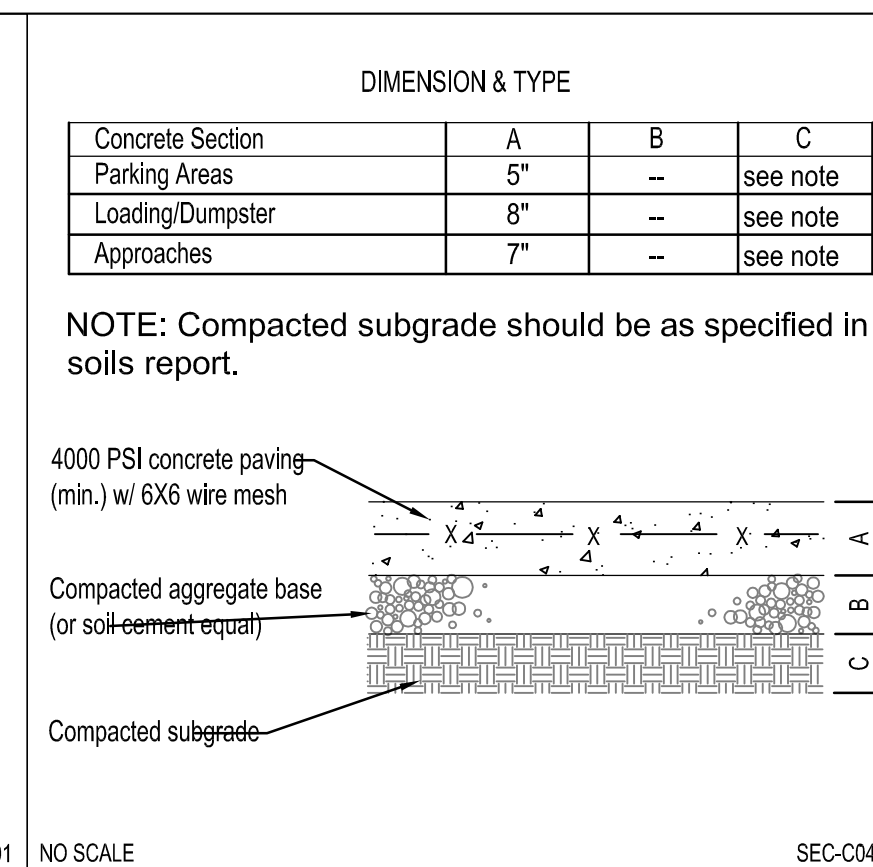 DIMENSION & TYPE
Concrete Section A B C
Parking Areas 5" -- see note
Loading/Dumpster 8" -- see note
Approaches 7" -- see note
NOTE: Compacted subgrade should be as specified in
soils report.
4000 PSI concrete paving
(min.) w/ 6X6 wire mesh
X X X
A
Compacted aggregate base
(or soil cement equal)
B
C
Compacted subgrade
01 NO SCALE SEC-C04